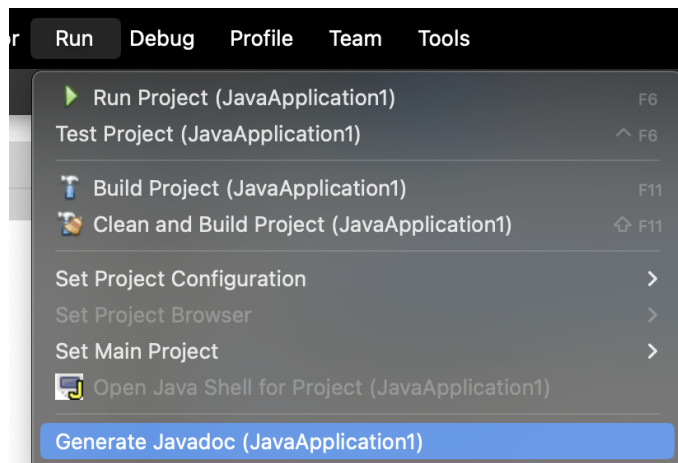 r Run Debug Profile Team Tools
Run Project (JavaApplication1) F6
Test Project (JavaApplication1) ^ F6
Build Project (JavaApplication1) F11
Clean and Build Project (JavaApplication1) ⇧ F11
Set Project Configuration
Set Project Browser
Set Main Project
Open Java Shell for Project (JavaApplication1)
Generate Javadoc (JavaApplication1)